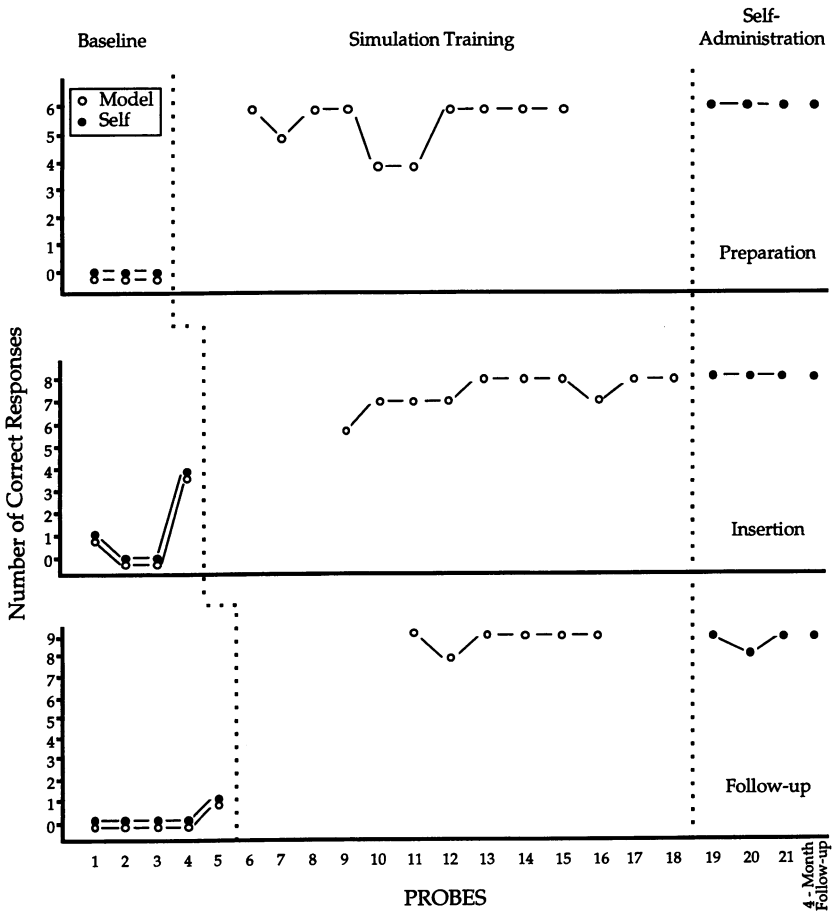 Baseline
Simulation Training
Self-
Administration
Model
Self
6
5
4
3
2
1
0
Preparation
Number of Correct Responses
8
7
6
5
4
3
2
1
0
Insertion
9
8
7
6
5
4
3
2
1
0
Follow-up
1 2 3 4 5 6 7 8 9 10 11 12 13 14 15 16 17 18 19 20 21
4 - Month
Follow-up
PROBES